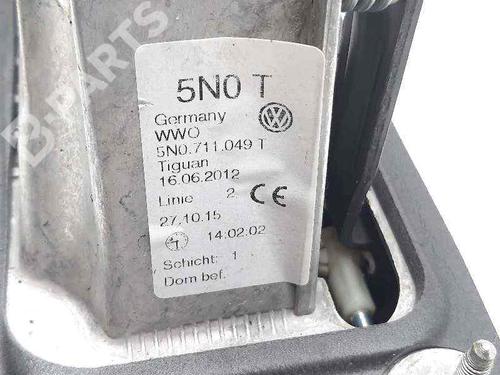 B-PARTS
5N0 T
Germany
WWO
5N0.711.049 T
Tiguan
16.06.2012
Linie 2 CE
27.10.15
14:02:02
Schicht: 1
Dom bef.